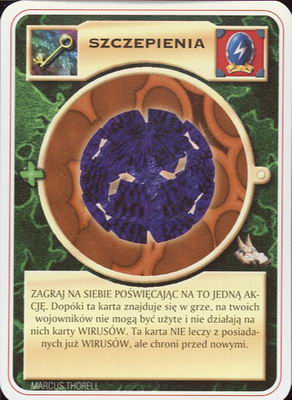 SZCZEPIENIA
ZAGRAJ NA SIEBIE POŚWIĘCAJĄC NA TO JEDNĄ AK-
CJĘ. Dopóki ta karta znajduje się w grze, na twoich
wojowników nie mogą być użyte i nie działają na
nich karty WIRUSÓW. Ta karta NIE leczy z posiada-
nych już WIRUSÓW, ale chroni przed nowymi.
MARCUS THORELL